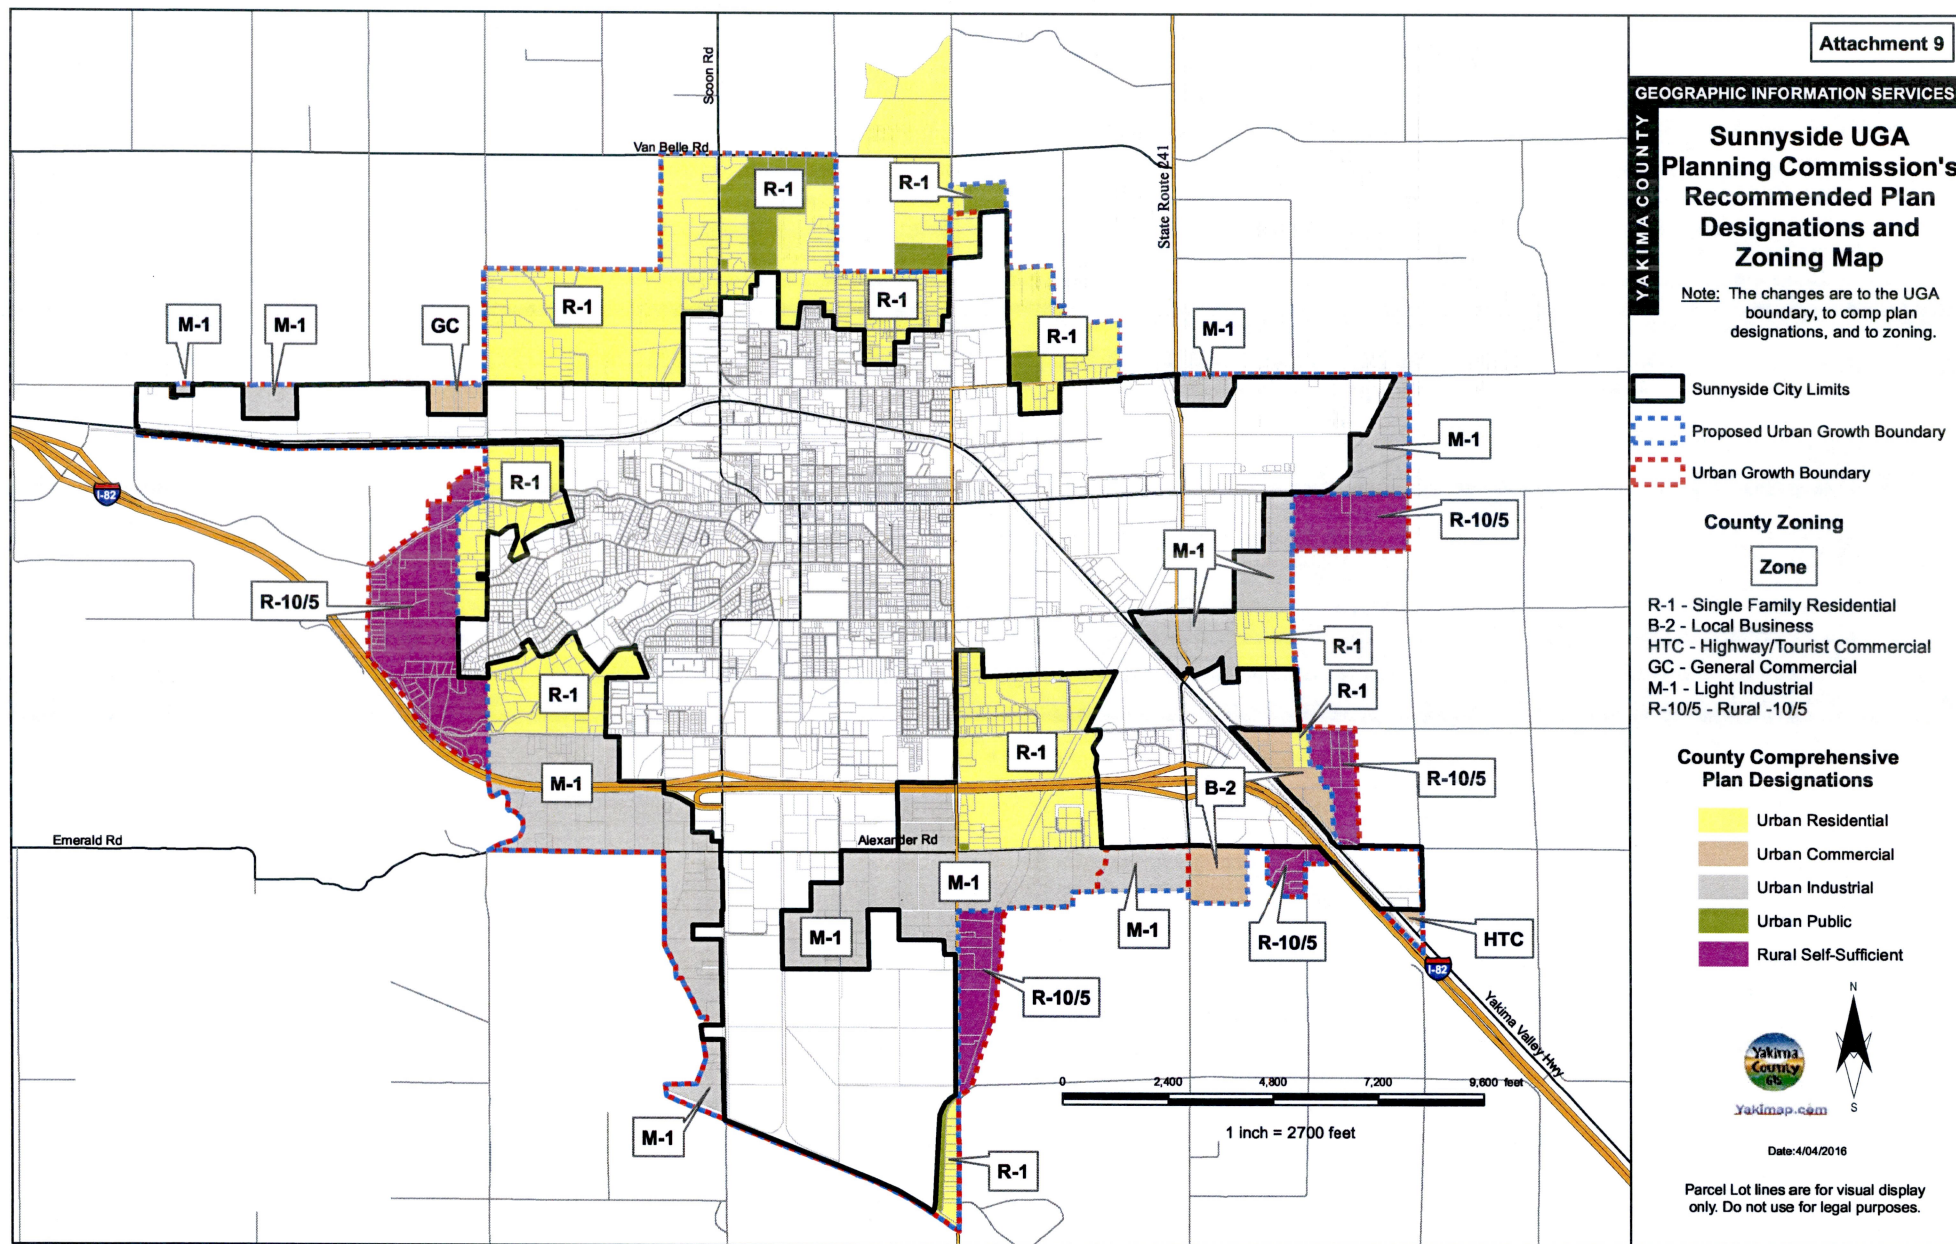 Attachment 9
GEOGRAPHIC INFORMATION SERVICES
YAKIMA COUNTY
Sunnyside UGA
Planning Commission's
Recommended Plan
Designations and
Zoning Map
Note: The changes are to the UGA
boundary, to comp plan
designations, and to zoning.
Sunnyside City Limits
Proposed Urban Growth Boundary
Urban Growth Boundary
County Zoning
Zone
R-1 - Single Family Residential
B-2 - Local Business
HTC - Highway/Tourist Commercial
GC - General Commercial
M-1 - Light Industrial
R-10/5 - Rural -10/5
County Comprehensive
Plan Designations
Urban Residential
Urban Commercial
Urban Industrial
Urban Public
Rural Self-Sufficient
N
S
Yakima
County
GIS
Yakimap.com
Date:4/04/2016
Parcel Lot lines are for visual display
only. Do not use for legal purposes.
Scoon Rd
Van Belle Rd
State Route 241
R-1
R-1
R-1
R-1
R-1
M-1
M-1
GC
M-1
M-1
R-1
R-10/5
M-1
R-10/5
R-1
R-1
R-1
R-1
M-1
B-2
R-10/5
Emerald Rd
Alexander Rd
M-1
M-1
M-1
R-10/5
HTC
I-82
I-82
R-10/5
Yakima Valley Hwy
M-1
R-1
0 2,400 4,800 7,200 9,600 feet
1 inch = 2700 feet